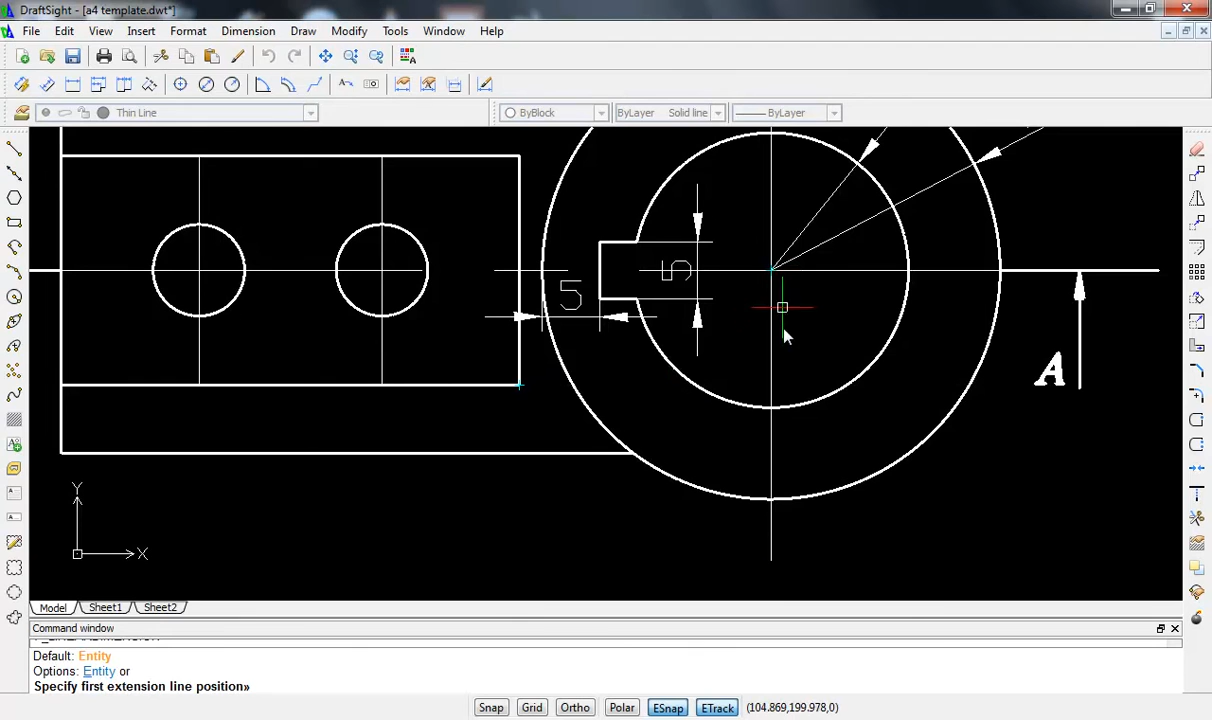 DraftSight - [a4 template.dwt*]
File Edit View Insert Format Dimension Draw Modify Tools Window Help
Thin Line ByBlock ByLayer Solid line ByLayer
5
5
A
Y
X
Model Sheet1 Sheet2
Command window
Default: Entity
Options: Entity or
Specify first extension line position»
Snap Grid Ortho Polar ESnap ETrack (104.869,199.978,0)